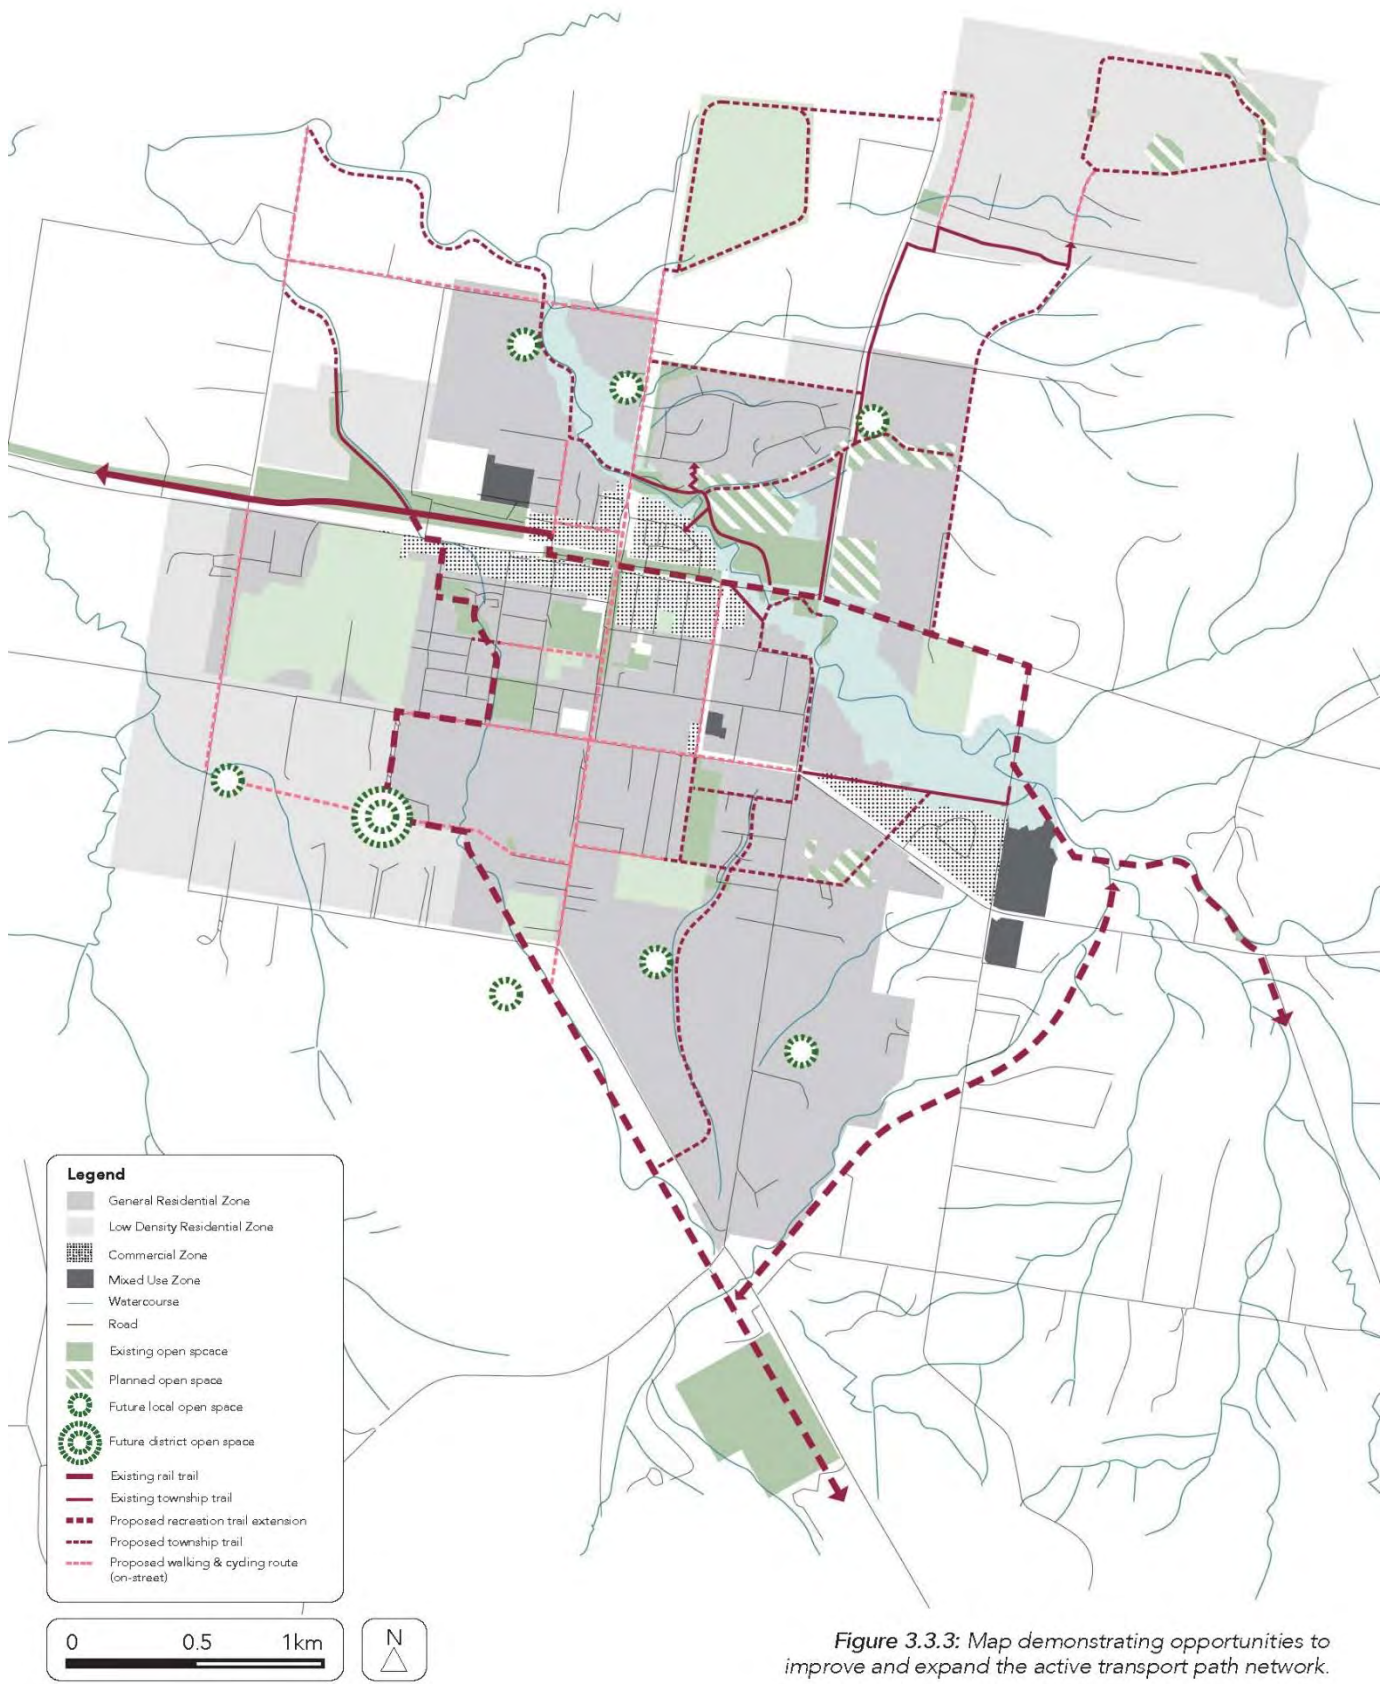 Legend
General Residential Zone
Low Density Residential Zone
Commercial Zone
Mixed Use Zone
Watercourse
Road
Existing open spcace
Planned open space
Future local open space
Future district open space
Existing rail trail
Existing township trail
Proposed recreation trail extension
Proposed township trail
Proposed walking & cycling route
(on-street)
0 0.5 1km
N
Figure 3.3.3: Map demonstrating opportunities to
improve and expand the active transport path network.